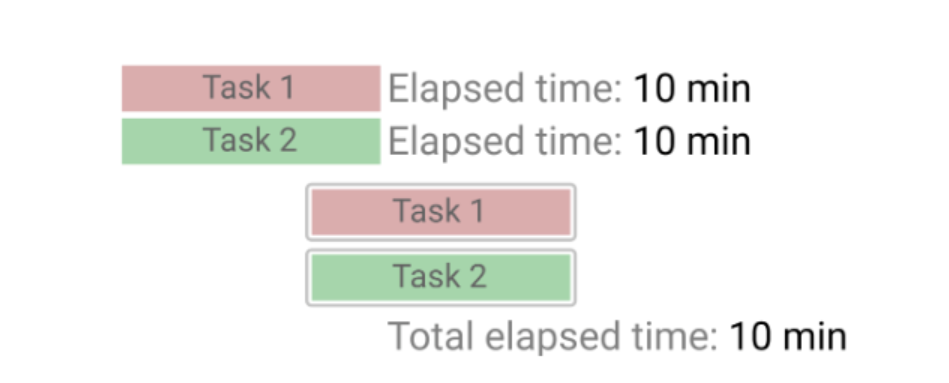 Task 1 Elapsed time: 10 min
Task 2 Elapsed time: 10 min
Task 1
Task 2
Total elapsed time: 10 min